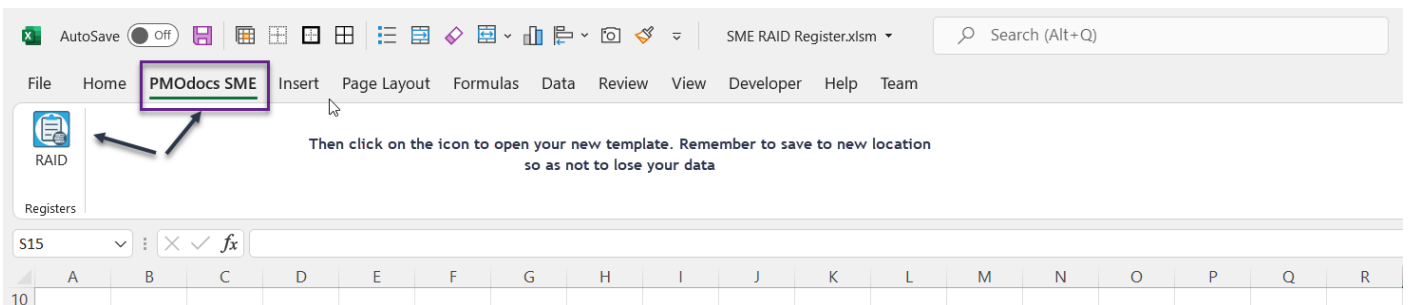 AutoSave Off SME RAID Register.xlsm Search (Alt+Q)
File Home PMOdocs SME Insert Page Layout Formulas Data Review View Developer Help Team
Then click on the icon to open your new template. Remember to save to new location
so as not to lose your data
RAID
Registers
S15 fx
A B C D E F G H I J K L M N O P Q R
10